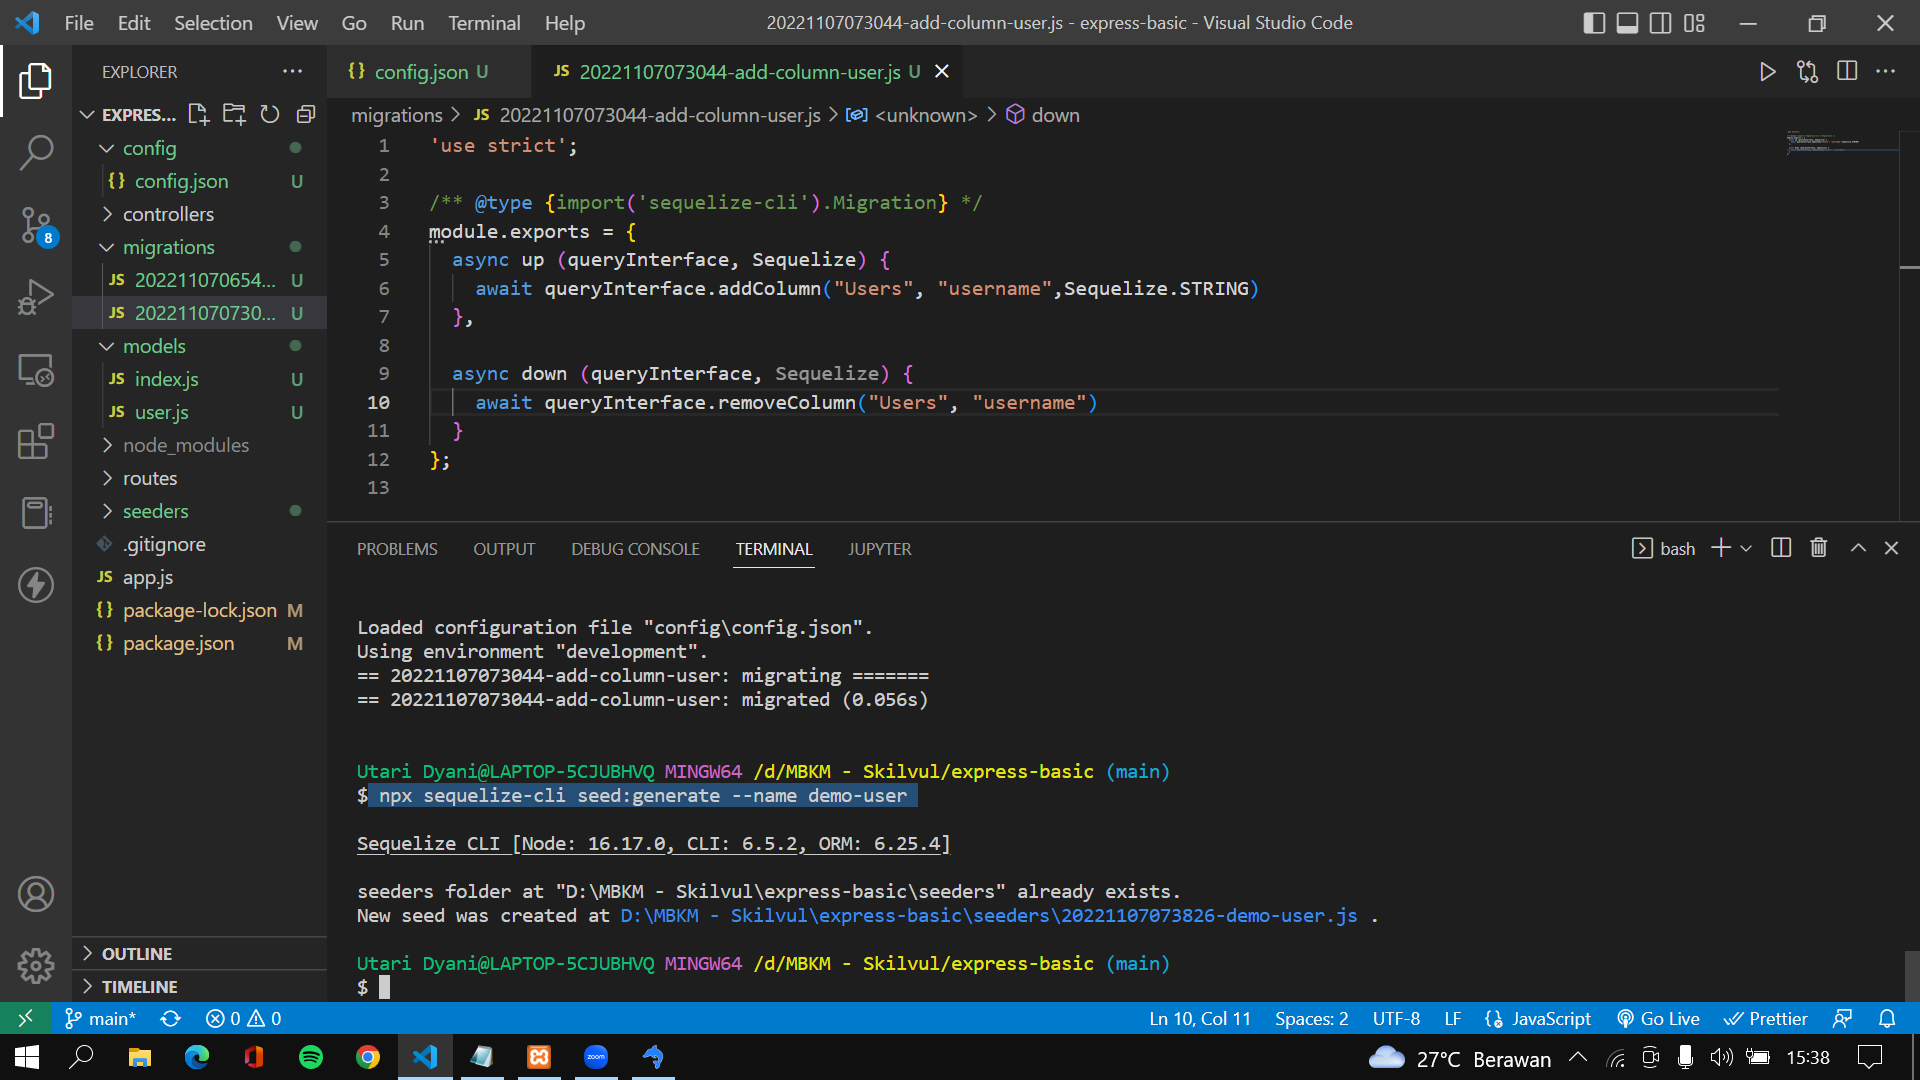 File Edit Selection View Go Run Terminal Help
20221107073044-add-column-user.js - express-basic - Visual Studio Code
EXPLORER
config.json U
JS 20221107073044-add-column-user.js U
EXPRES...
migrations > JS 20221107073044-add-column-user.js > <unknown> > down
config
{} config.json U
controllers
migrations
JS 202211070654... U
JS 202211070730... U
models
JS index.js U
JS user.js U
node_modules
routes
seeders
.gitignore
JS app.js
{} package-lock.json M
{} package.json M
OUTLINE
TIMELINE
8
1 'use strict';
2
3 /** @type {import('sequelize-cli').Migration} */
4 module.exports = {
5 async up (queryInterface, Sequelize) {
6 await queryInterface.addColumn("Users", "username",Sequelize.STRING)
7 },
8
9 async down (queryInterface, Sequelize) {
10 await queryInterface.removeColumn("Users", "username")
11 }
12 };
13
PROBLEMS OUTPUT DEBUG CONSOLE TERMINAL JUPYTER
bash
Loaded configuration file "config\config.json".
Using environment "development".
== 20221107073044-add-column-user: migrating =======
== 20221107073044-add-column-user: migrated (0.056s)
Utari Dyani@LAPTOP-5CJUBHVQ MINGW64 /d/MBKM - Skilvul/express-basic (main)
$ npx sequelize-cli seed:generate --name demo-user
Sequelize CLI [Node: 16.17.0, CLI: 6.5.2, ORM: 6.25.4]
seeders folder at "D:\MBKM - Skilvul\express-basic\seeders" already exists.
New seed was created at D:\MBKM - Skilvul\express-basic\seeders\20221107073826-demo-user.js .
Utari Dyani@LAPTOP-5CJUBHVQ MINGW64 /d/MBKM - Skilvul/express-basic (main)
$
main* 0 0 Ln 10, Col 11 Spaces: 2 UTF-8 LF {} JavaScript Go Live Prettier
zoom 27°C Berawan 15:38